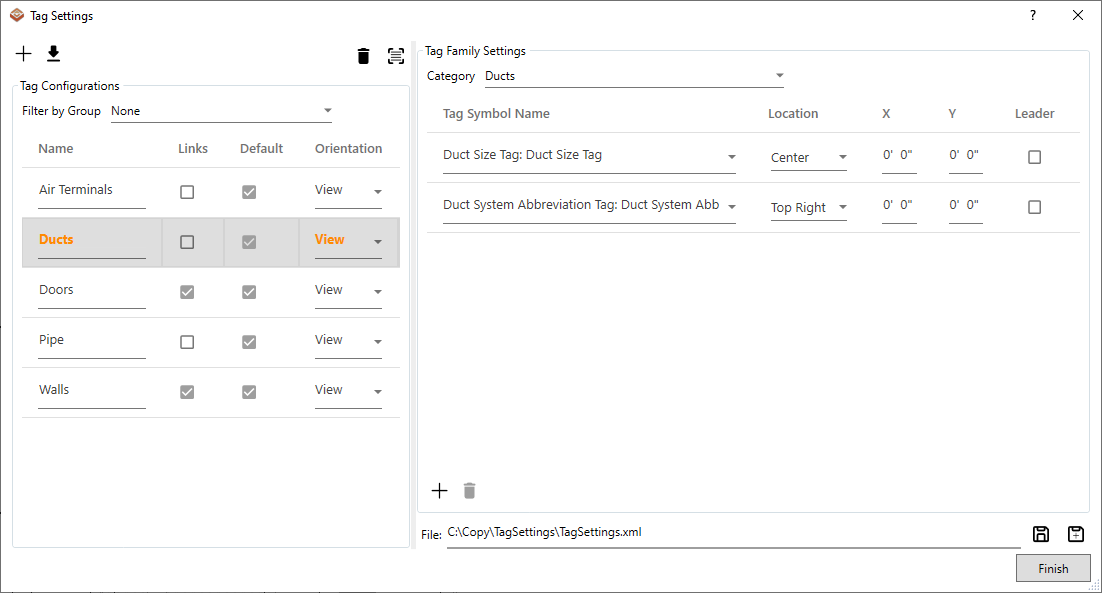 Tag Settings
?
Tag Configurations
Filter by Group None
Name Links Default Orientation
Air Terminals View
Ducts View
Doors View
Pipe View
Walls View
Tag Family Settings
Category Ducts
Tag Symbol Name Location X Y Leader
Duct Size Tag: Duct Size Tag Center 0' 0" 0' 0"
Duct System Abbreviation Tag: Duct System Abb Top Right 0' 0" 0' 0"
File: C:\Copy\TagSettings\TagSettings.xml
Finish